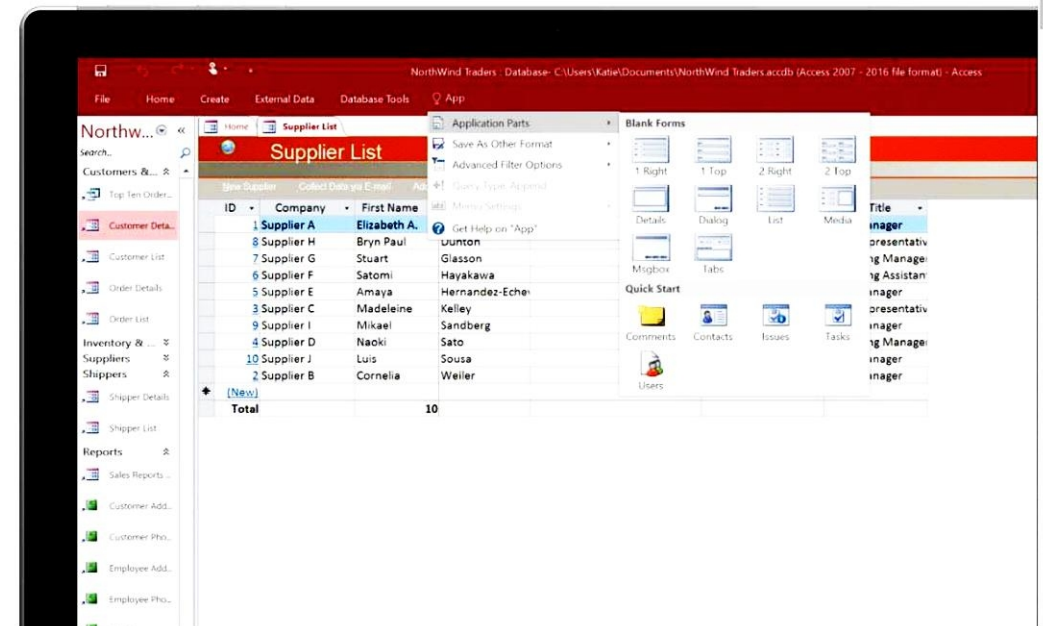 NorthWind Traders : Database- C:\Users\Katie\Documents\NorthWind Traders.accdb (Access 2007 - 2016 file format) - Access
File Home Create External Data Database Tools App
Northw...
Search...
Customers &...
Top Ten Order...
Customer Deta...
Customer List
Order Details
Order List
Inventory & ...
Suppliers
Shippers
Shipper Details
Shipper List
Reports
Sales Reports ...
Customer Add...
Customer Pho...
Employee Add...
Employee Pho...
Home Supplier List
Supplier List
New Supplier Collect Data via E-mail
ID Company First Name Title
1 Supplier A Elizabeth A. anager
8 Supplier H Bryn Paul Dunton presentativ
7 Supplier G Stuart Glasson ng Manage
6 Supplier F Satomi Hayakawa ng Assistan
5 Supplier E Amaya Hernandez-Eche anager
3 Supplier C Madeleine Kelley presentativ
9 Supplier I Mikael Sandberg anager
4 Supplier D Naoki Sato ng Manage
10 Supplier J Luis Sousa anager
2 Supplier B Cornelia Weiler anager
(New)
Total 10
Application Parts
Save As Other Format
Advanced Filter Options
Query Type: Append
Get Help on "App"
Blank Forms
1 Right 1 Top 2 Right 2 Top
Details Dialog List Media
Msgbox Tabs
Quick Start
Comments Contacts Issues Tasks
Users